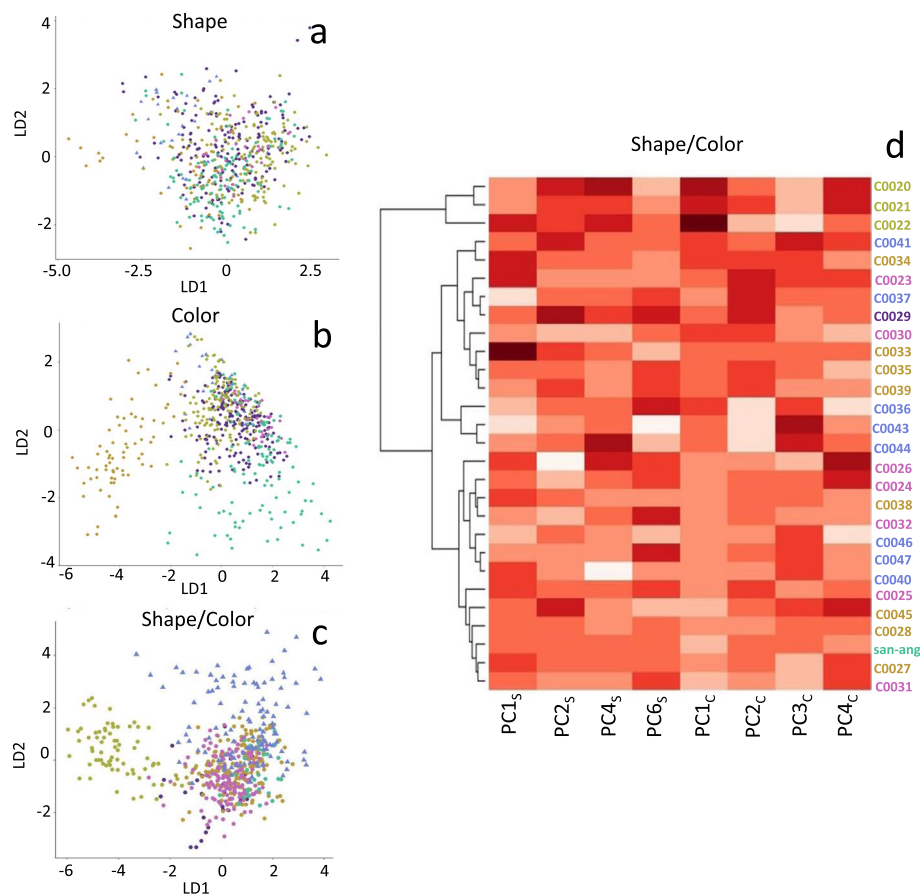 Shape
a
4
2
0
-2
LD2
-5.0 -2.5 0 2.5
LD1
Color
b
2
0
-2
-4
LD2
-6 -4 -2 0 2 4
LD1
Shape/Color
c
4
2
0
-2
LD2
-6 -4 -2 0 2 4
LD1
Shape/Color
d
C0020
C0021
C0022
C0041
C0034
C0023
C0037
C0029
C0030
C0033
C0035
C0039
C0036
C0043
C0044
C0026
C0024
C0038
C0032
C0046
C0047
C0040
C0025
C0045
C0028
san-ang
C0027
C0031
PC1S PC2S PC4S PC6S PC1C PC2C PC3C PC4C